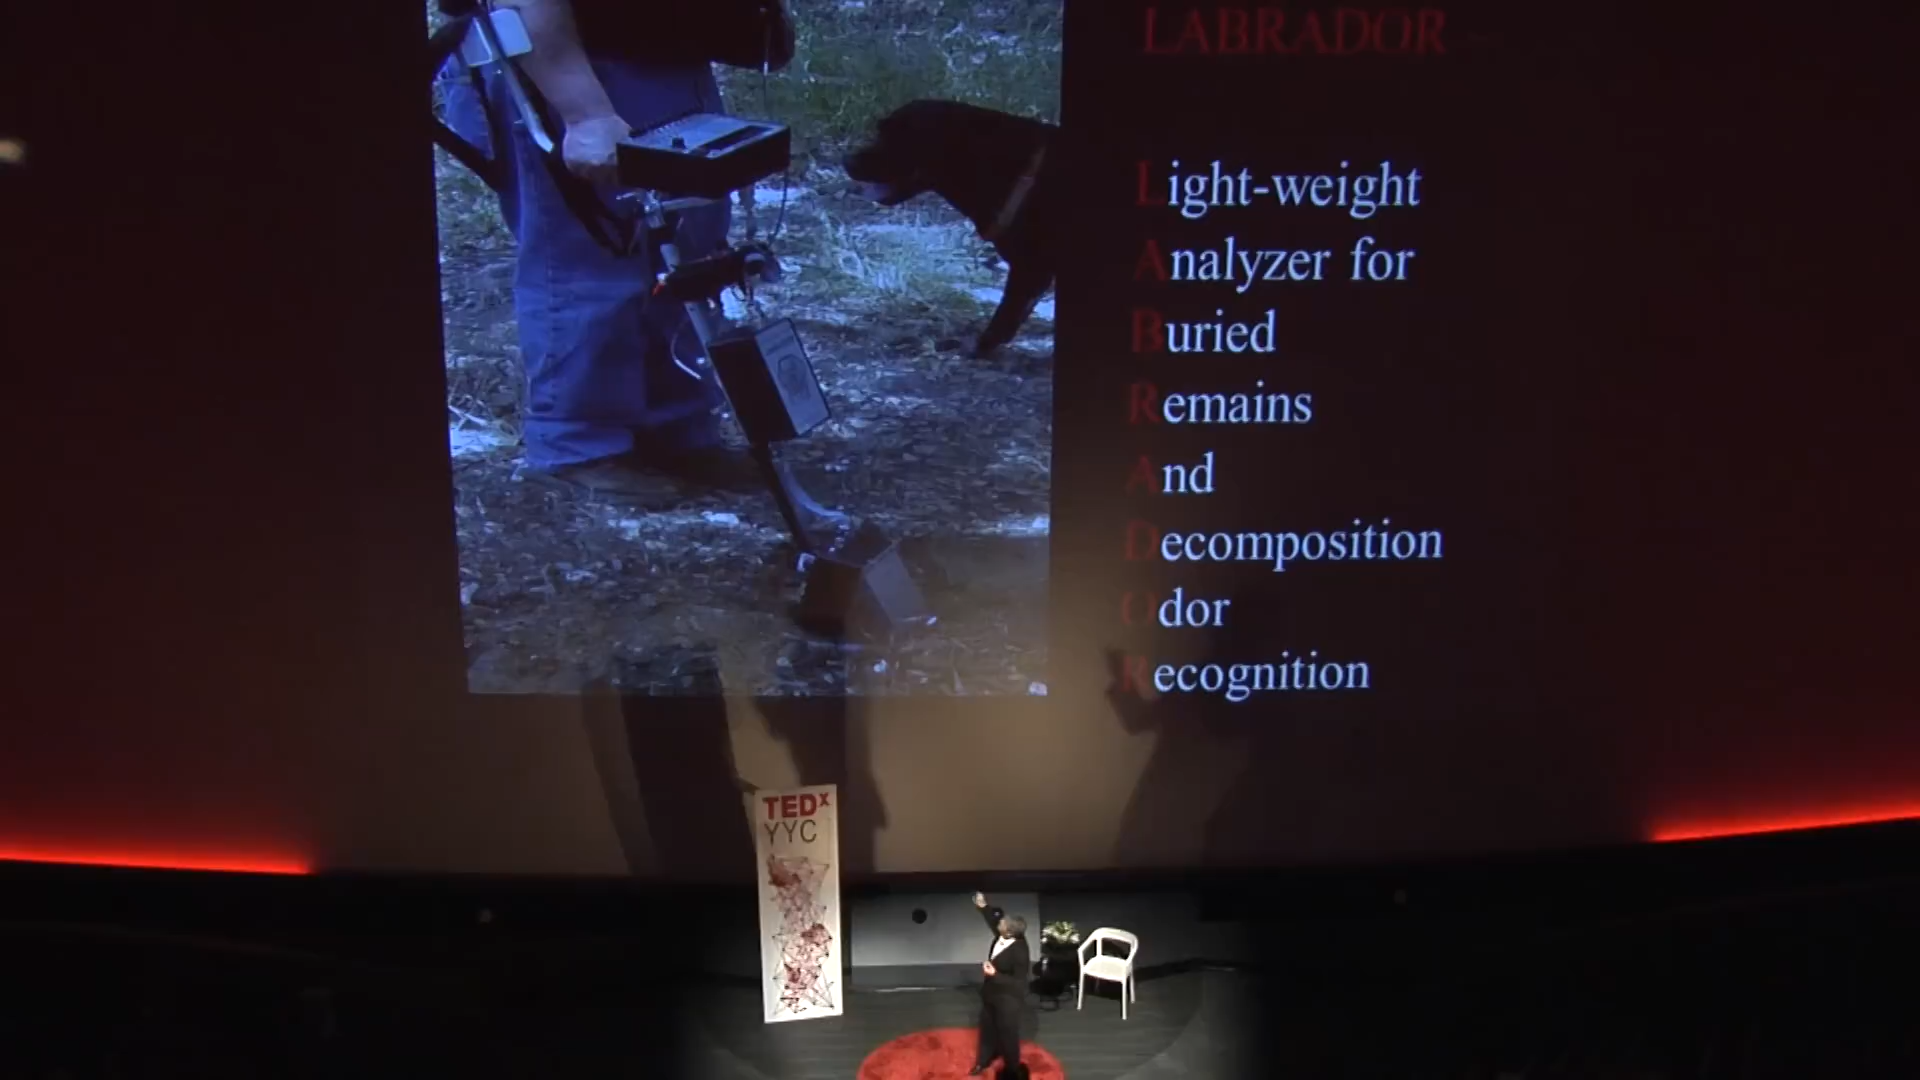 LABRADOR
Light-weight
Analyzer for
Buried
Remains
And
Decomposition
Odor
Recognition
TEDx
YYC